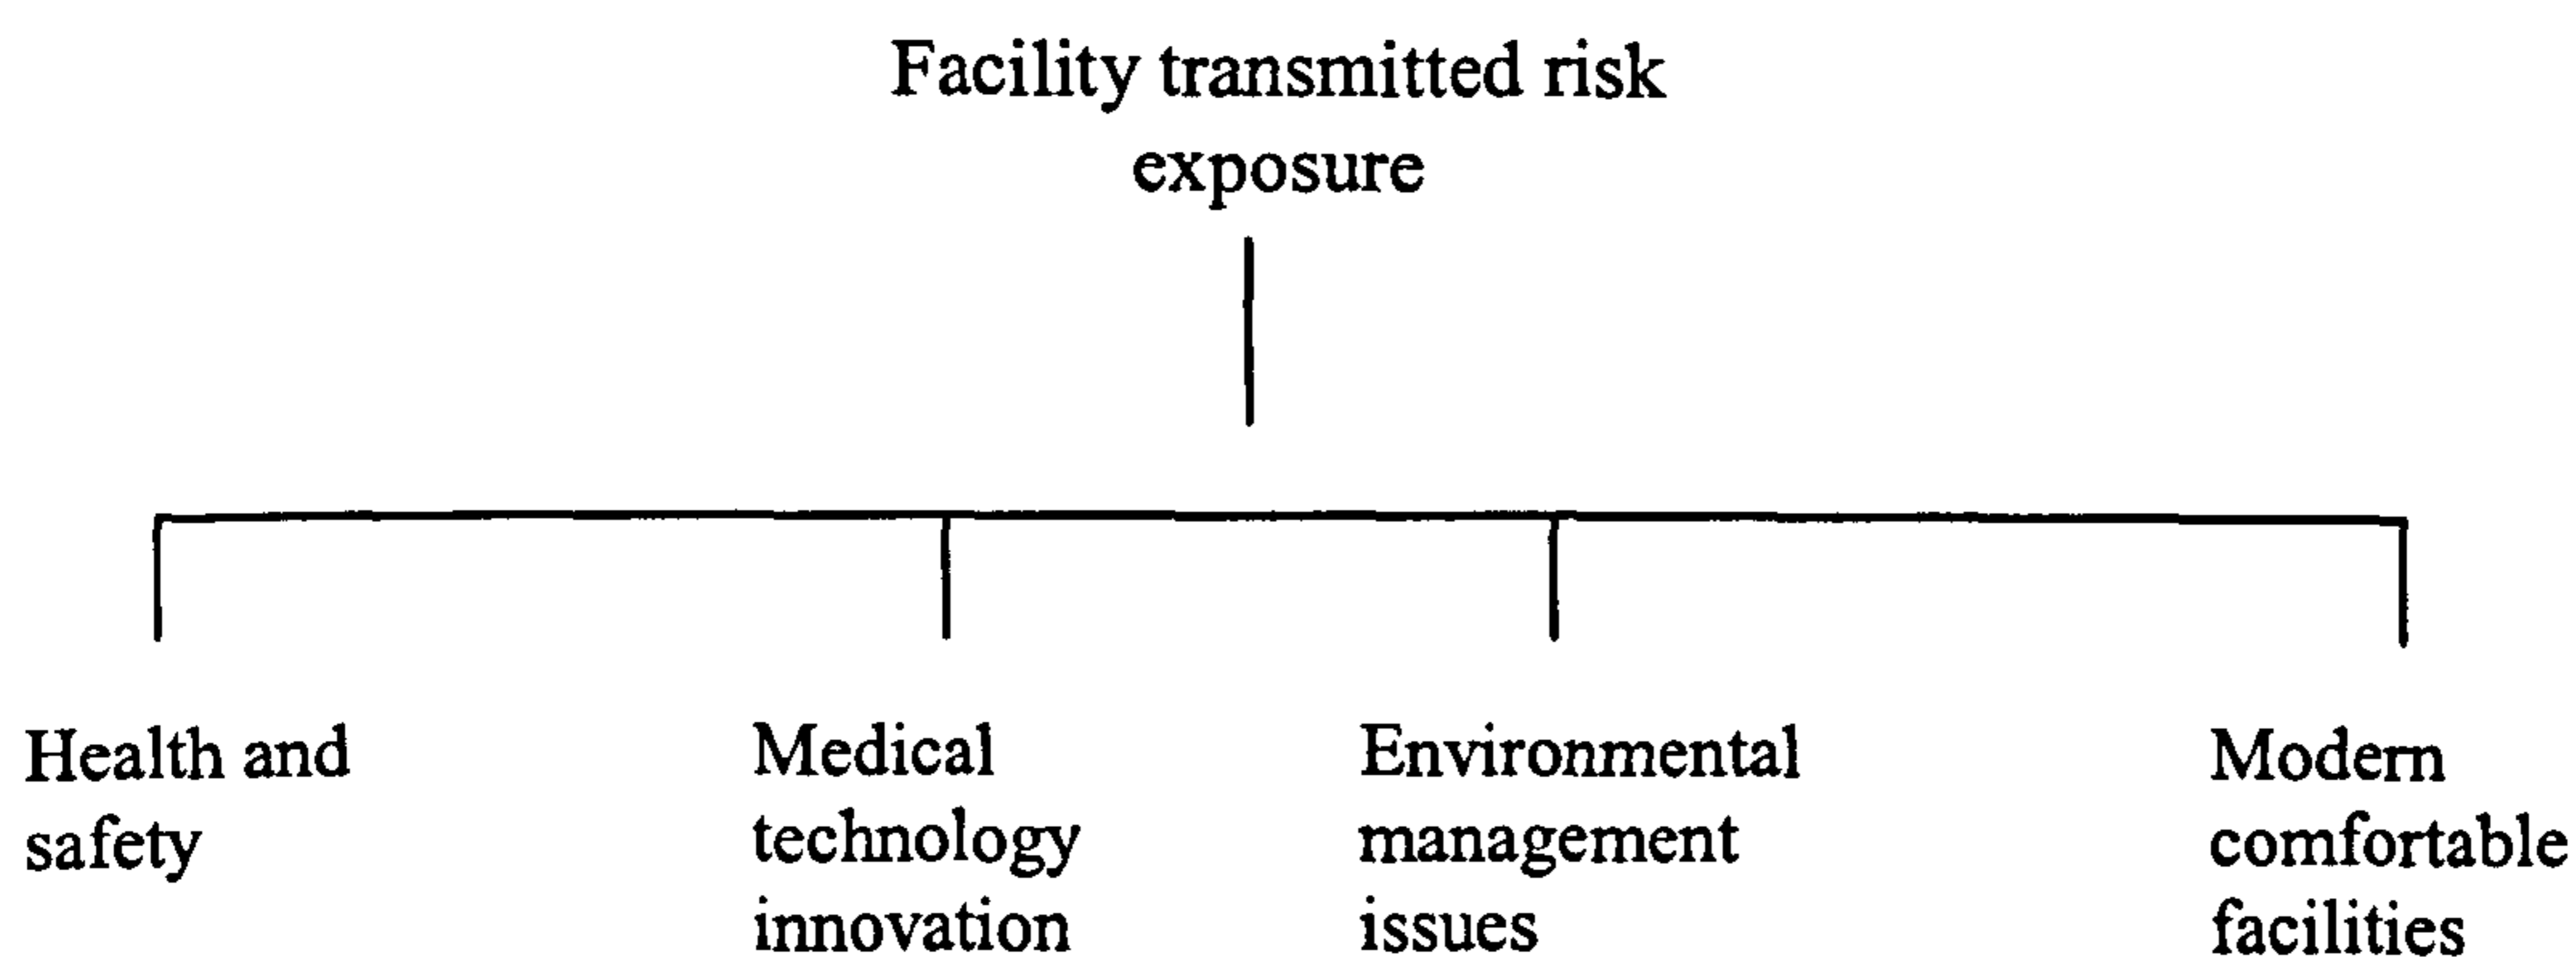 Facility transmitted risk
exposure
Health and
safety
Medical
technology
innovation
Environmental
management
issues
Modern
comfortable
facilities